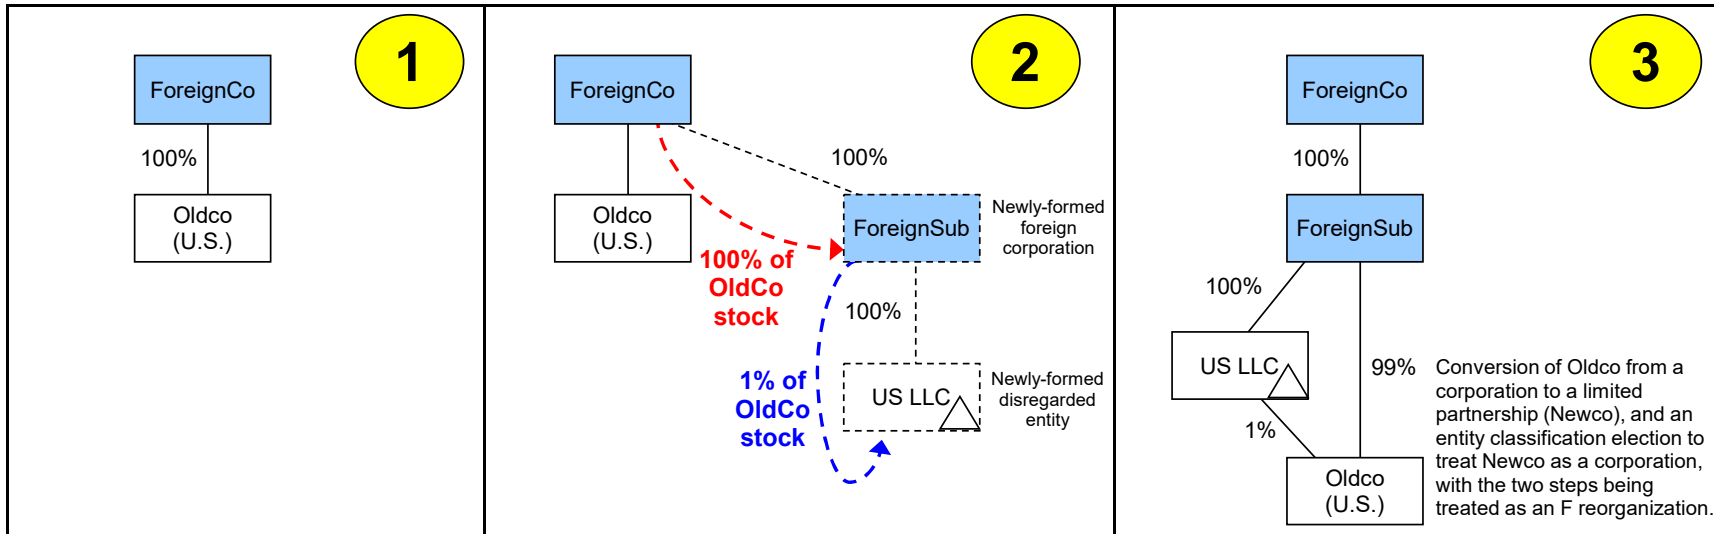 1
ForeignCo
100%
Oldco
(U.S.)
2
ForeignCo
100%
Oldco
(U.S.)
ForeignSub
Newly-formed
foreign
corporation
100% of
OldCo
stock
100%
1% of
OldCo
stock
US LLC
Newly-formed
disregarded
entity
3
ForeignCo
100%
ForeignSub
100%
US LLC
99%
1%
Oldco
(U.S.)
Conversion of Oldco from a
corporation to a limited
partnership (Newco), and an
entity classification election to
treat Newco as a corporation,
with the two steps being
treated as an F reorganization.